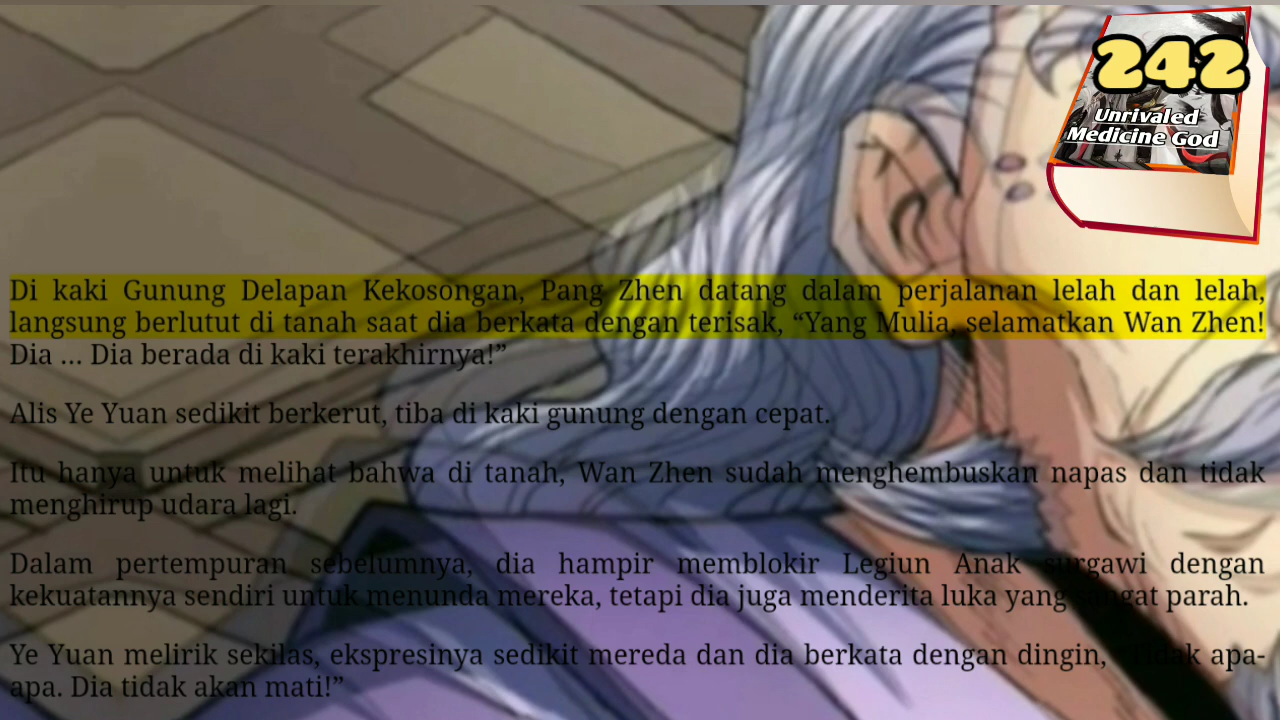 242
Unrivaled
Medicine God
Di kaki Gunung Delapan Kekosongan, Pang Zhen datang dalam perjalanan lelah dan lelah,
langsung berlutut di tanah saat dia berkata dengan terisak, “Yang Mulia, selamatkan Wan Zhen!
Dia ... Dia berada di kaki terakhirnya!”
Alis Ye Yuan sedikit berkerut, tiba di kaki gunung dengan cepat.
Itu hanya untuk melihat bahwa di tanah, Wan Zhen sudah menghembuskan napas dan tidak
menghirup udara lagi.
Dalam pertempuran sebelumnya, dia hampir memblokir Legiun Anak surgawi dengan
kekuatannya sendiri untuk menunda mereka, tetapi dia juga menderita luka yang sangat parah.
Ye Yuan melirik sekilas, ekspresinya sedikit mereda dan dia berkata dengan dingin, “Tidak apa-
apa. Dia tidak akan mati!”